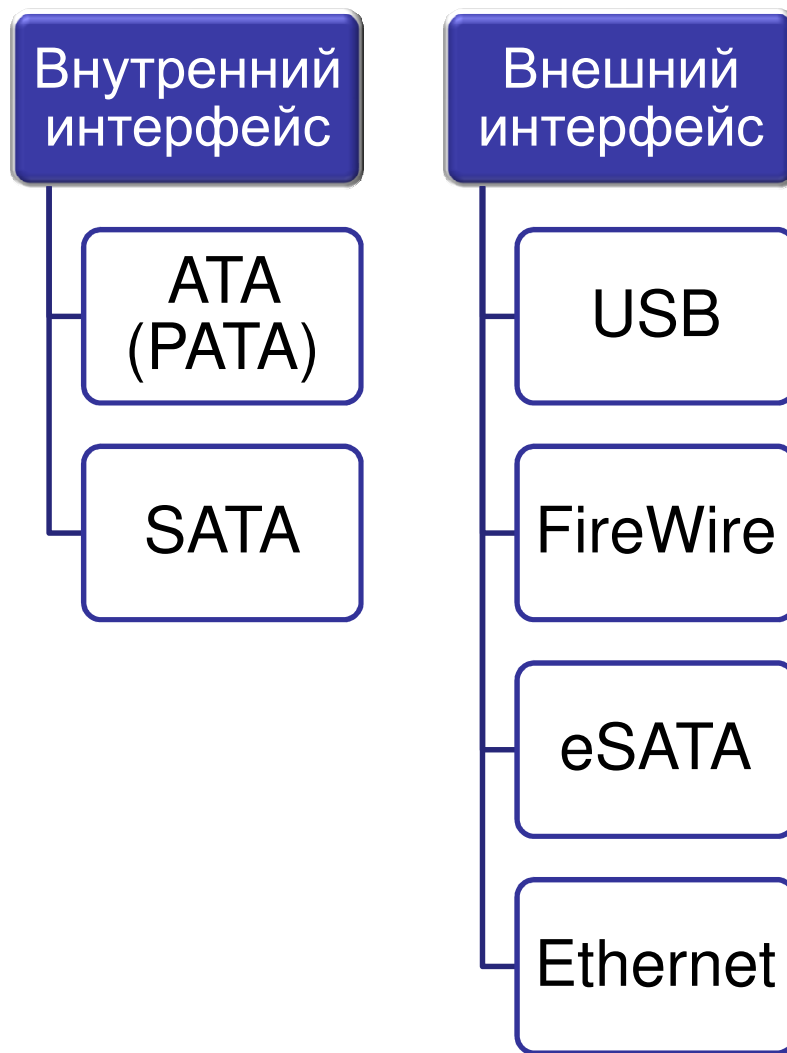 Внутренний
интерфейс
ATA
(PATA)
SATA
Внешний
интерфейс
USB
FireWire
eSATA
Ethernet